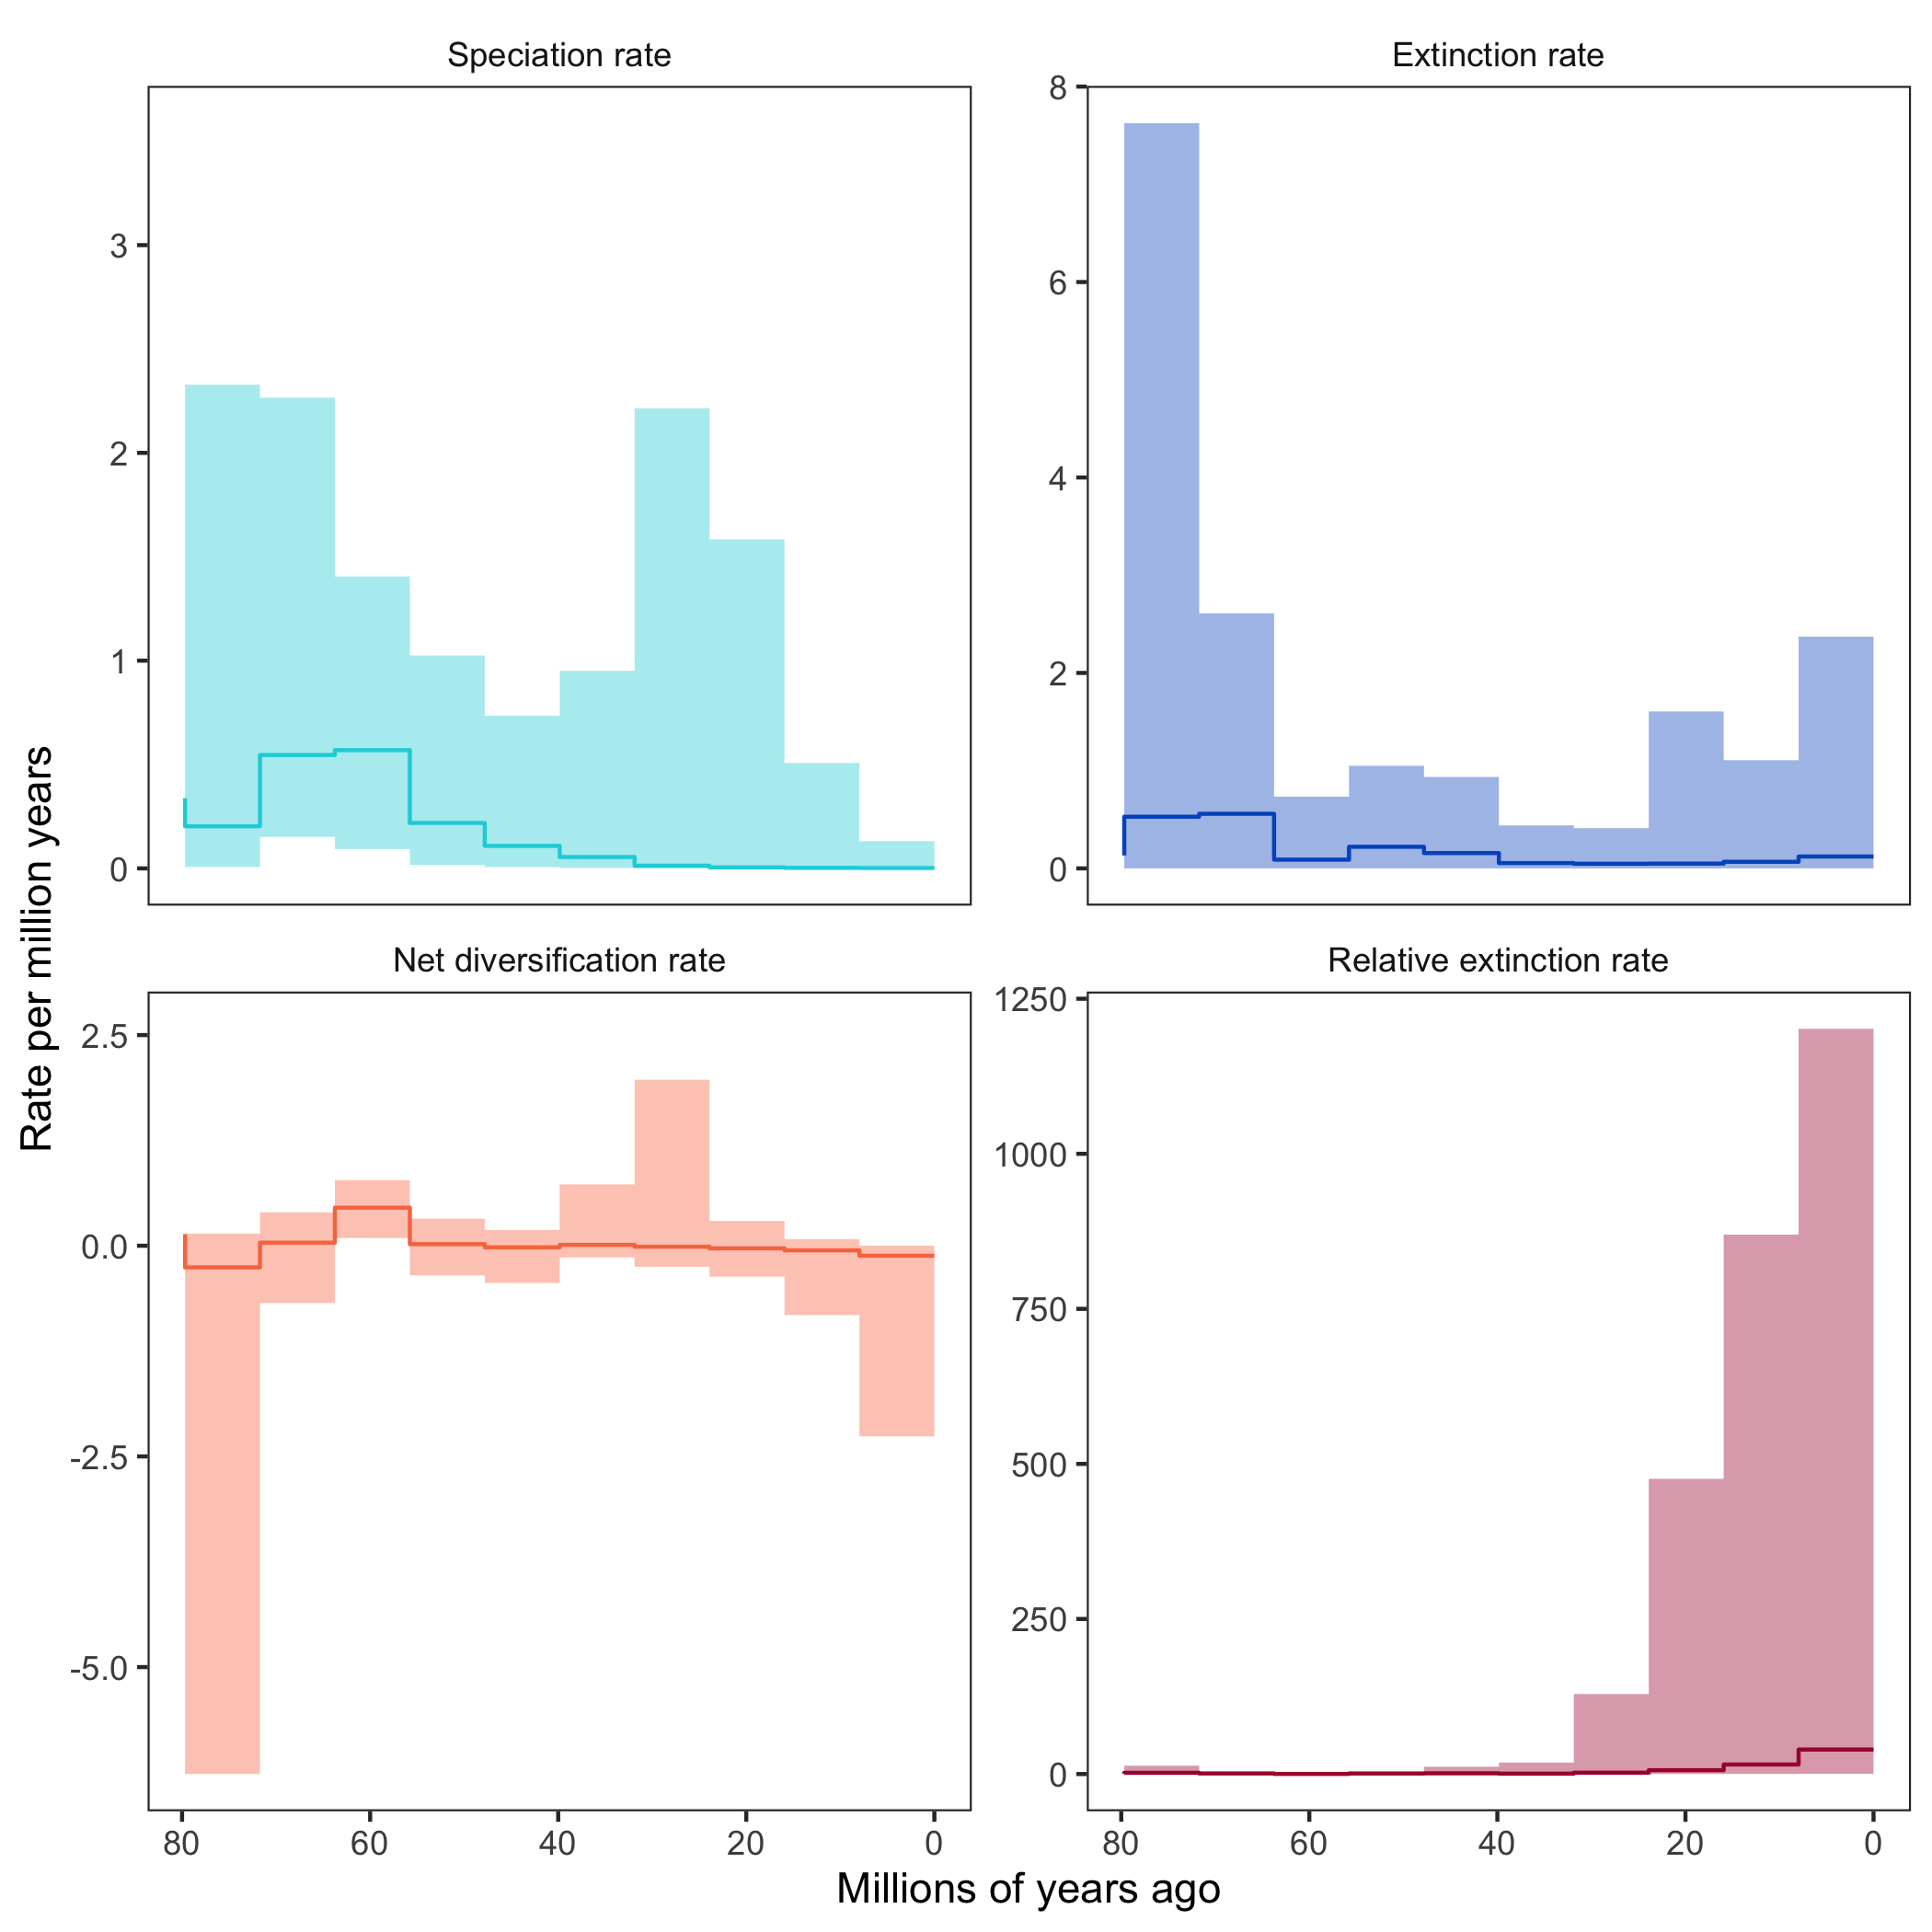 Speciation rate
3
2
1
0
Extinction rate
8
6
4
2
0
Rate per million years
Net diversification rate
2.5
0.0
-2.5
-5.0
80 60 40 20 0
Relative extinction rate
1250
1000
750
500
250
0
80 60 40 20 0
Millions of years ago